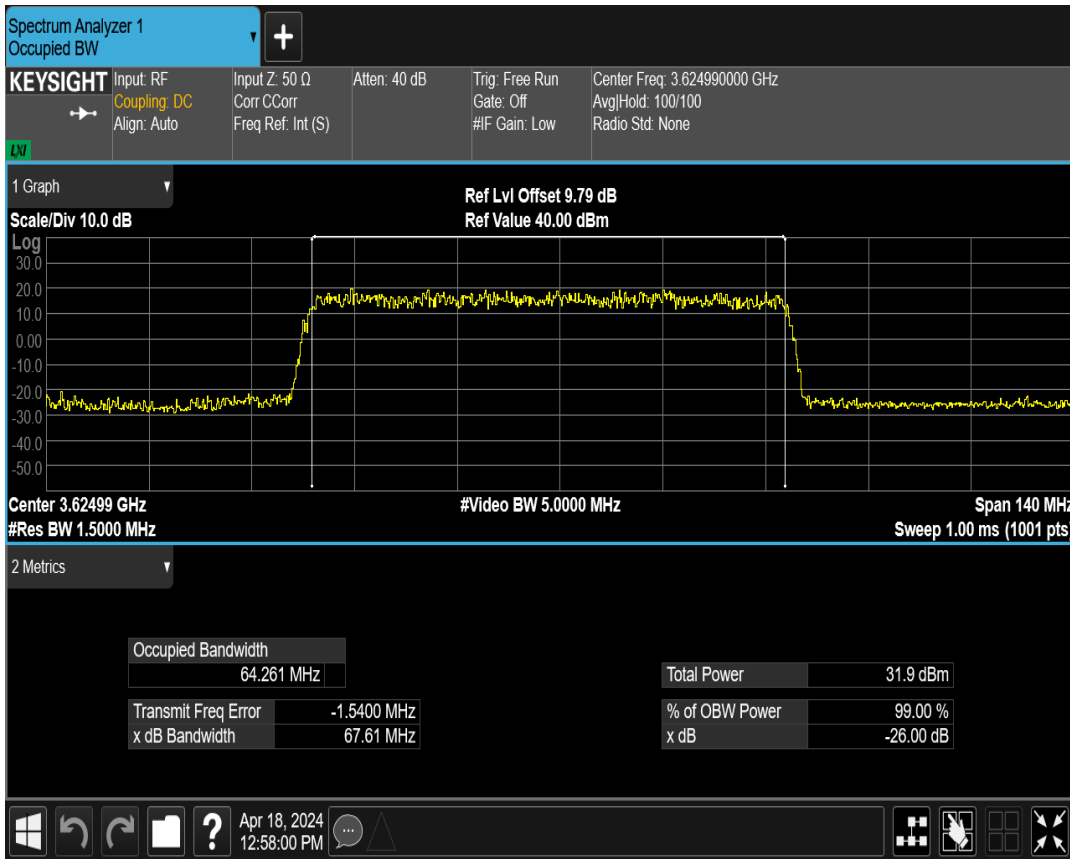 Spectrum Analyzer 1
Occupied BW
+
KEYSIGHT
LXI
Input: RF
Coupling: DC
Align: Auto
Input Z: 50 Ω
Corr CCorr
Freq Ref: Int (S)
Atten: 40 dB
Trig: Free Run
Gate: Off
#IF Gain: Low
Center Freq: 3.624990000 GHz
Avg|Hold: 100/100
Radio Std: None
1 Graph
Scale/Div 10.0 dB
Ref Lvl Offset 9.79 dB
Ref Value 40.00 dBm
Log
30.0
20.0
10.0
0.00
-10.0
-20.0
-30.0
-40.0
-50.0
Center 3.62499 GHz
#Res BW 1.5000 MHz
#Video BW 5.0000 MHz
Span 140 MHz
Sweep 1.00 ms (1001 pts)
2 Metrics
Occupied Bandwidth
64.261 MHz
Transmit Freq Error -1.5400 MHz
x dB Bandwidth 67.61 MHz
Total Power 31.9 dBm
% of OBW Power 99.00 %
x dB -26.00 dB
?
Apr 18, 2024
12:58:00 PM